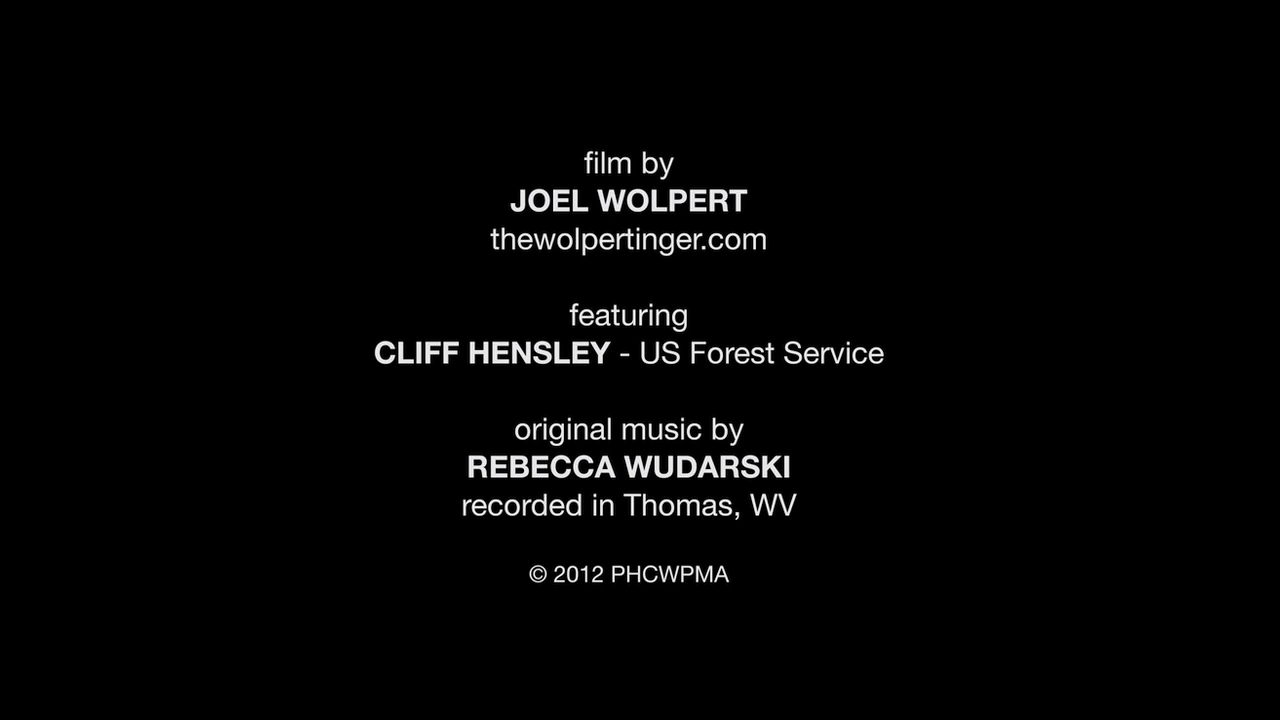 film by
JOEL WOLPERT
thewolpertinger.com
featuring
CLIFF HENSLEY - US Forest Service
original music by
REBECCA WUDARSKI
recorded in Thomas, WV
© 2012 PHCWPMA